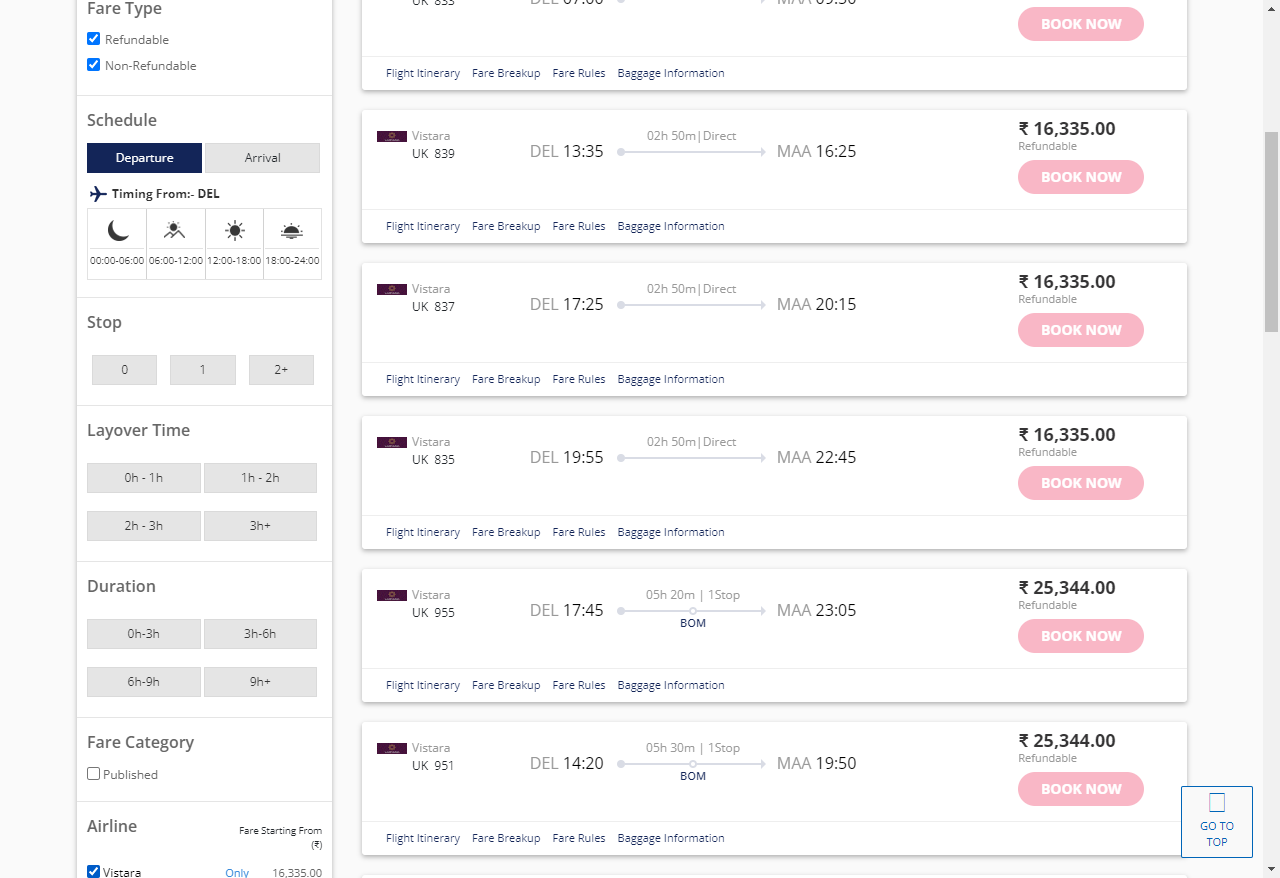 Fare Type
Refundable
Non-Refundable
Schedule
Departure
Arrival
Timing From:- DEL
00:00-06:00
06:00-12:00
12:00-18:00
18:00-24:00
Stop
0
1
2+
Layover Time
0h - 1h
1h - 2h
2h - 3h
3h+
Duration
0h-3h
3h-6h
6h-9h
9h+
Fare Category
Published
Airline
Fare Starting From
(₹)
Vistara
Only
16,335.00
BOOK NOW
Flight Itinerary Fare Breakup Fare Rules Baggage Information
Vistara
UK 839
DEL 13:35
02h 50m|Direct
MAA 16:25
₹ 16,335.00
Refundable
BOOK NOW
Flight Itinerary Fare Breakup Fare Rules Baggage Information
Vistara
UK 837
DEL 17:25
02h 50m|Direct
MAA 20:15
₹ 16,335.00
Refundable
BOOK NOW
Flight Itinerary Fare Breakup Fare Rules Baggage Information
Vistara
UK 835
DEL 19:55
02h 50m|Direct
MAA 22:45
₹ 16,335.00
Refundable
BOOK NOW
Flight Itinerary Fare Breakup Fare Rules Baggage Information
Vistara
UK 955
DEL 17:45
05h 20m | 1Stop
BOM
MAA 23:05
₹ 25,344.00
Refundable
BOOK NOW
Flight Itinerary Fare Breakup Fare Rules Baggage Information
Vistara
UK 951
DEL 14:20
05h 30m | 1Stop
BOM
MAA 19:50
₹ 25,344.00
Refundable
BOOK NOW
Flight Itinerary Fare Breakup Fare Rules Baggage Information
GO TO
TOP